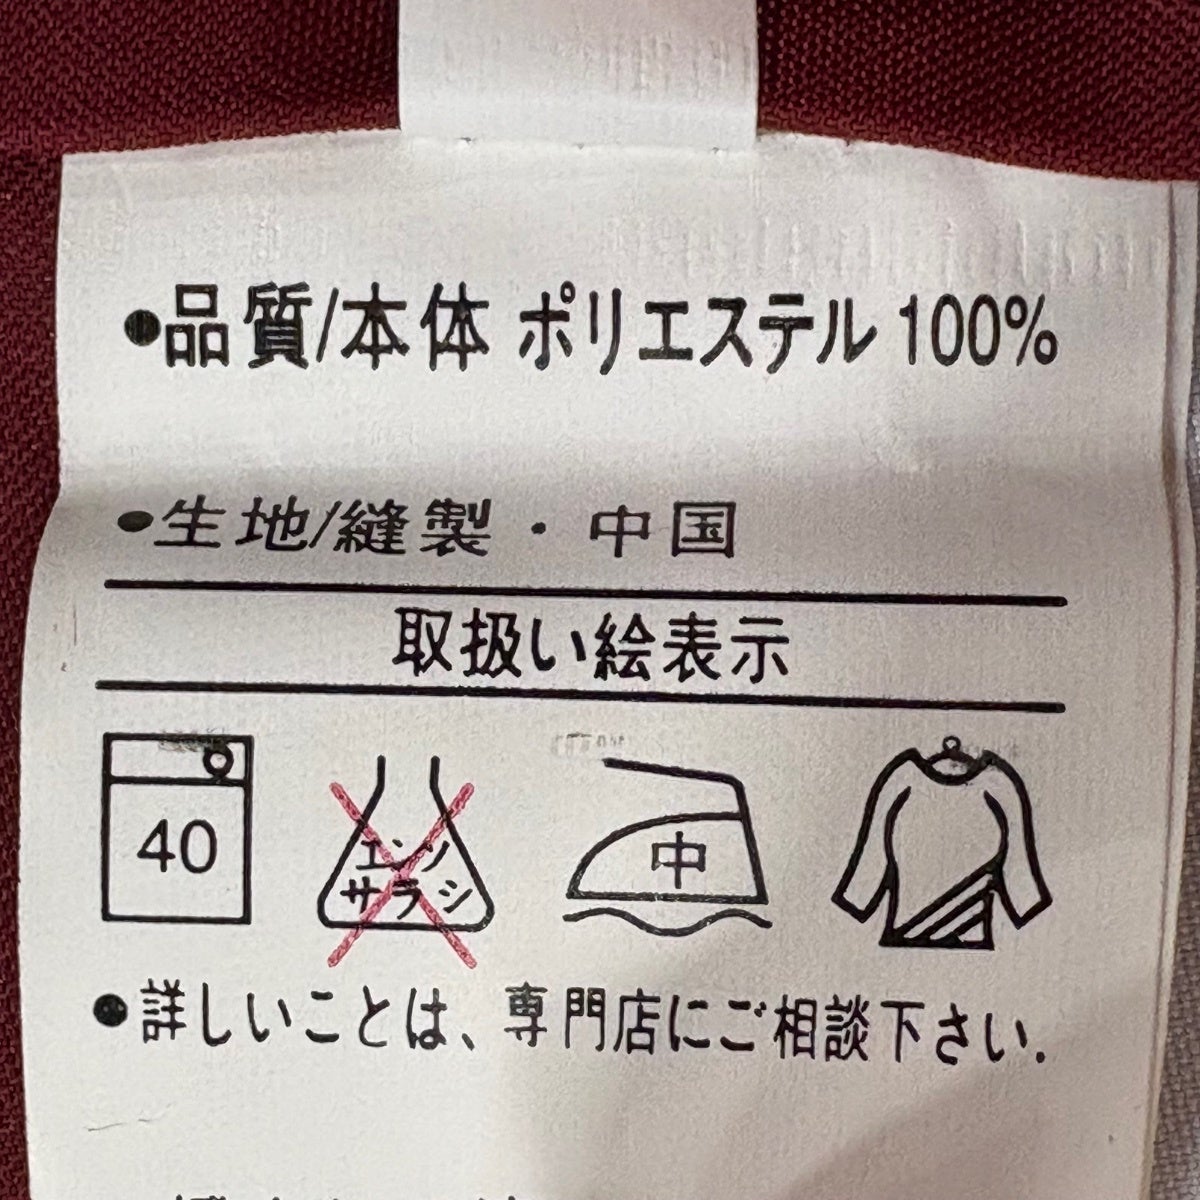 ●品質/本体 ポリエステル 100%
●生地/縫製・中国
取扱い絵表示
40
エンソ
サラシ
中
●詳しいことは、専門店にご相談下さい.